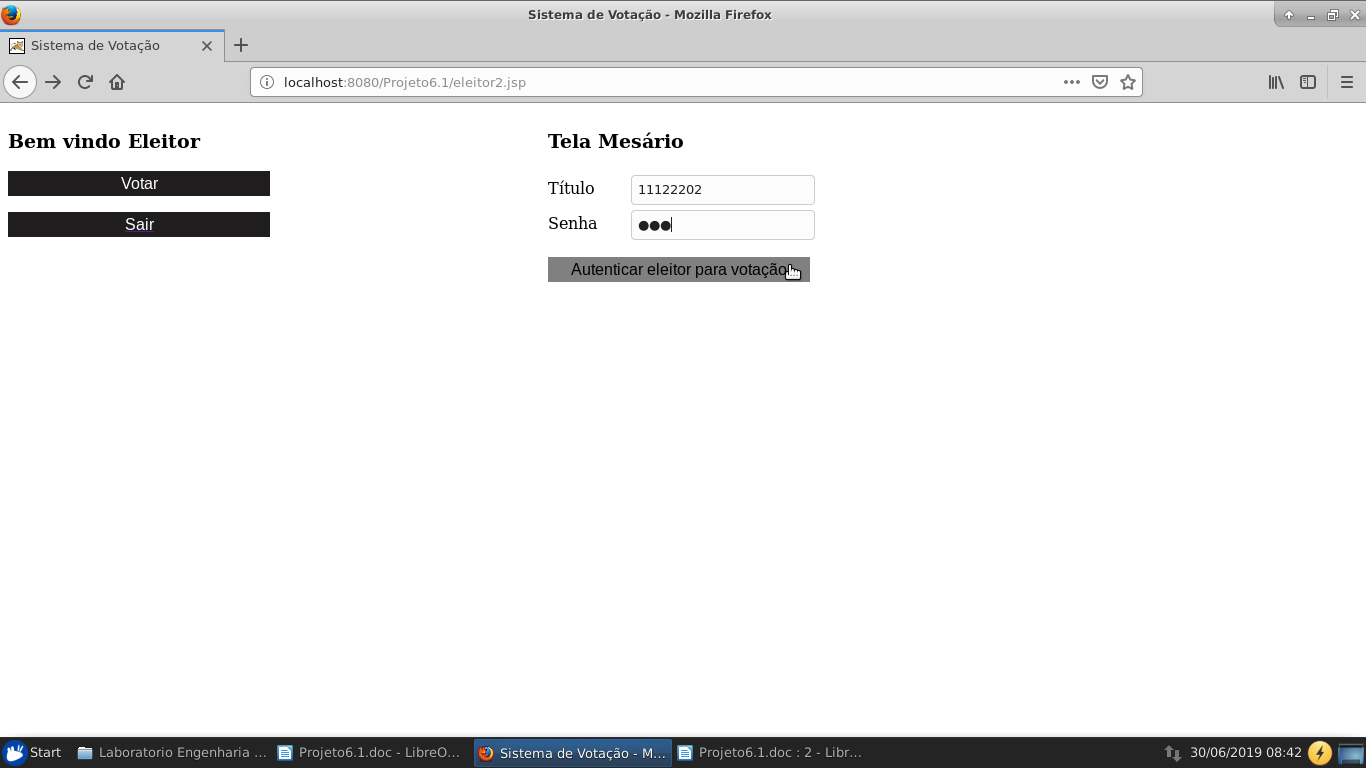 Sistema de Votação - Mozilla Firefox
Sistema de Votação
localhost:8080/Projeto6.1/eleitor2.jsp
Bem vindo Eleitor
Votar
Sair
Tela Mesário
Título 11122202
Senha ●●●
Autenticar eleitor para votação
Start Laboratorio Engenharia ... Projeto6.1.doc - LibreO... Sistema de Votação - M... Projeto6.1.doc : 2 - Libr... 30/06/2019 08:42